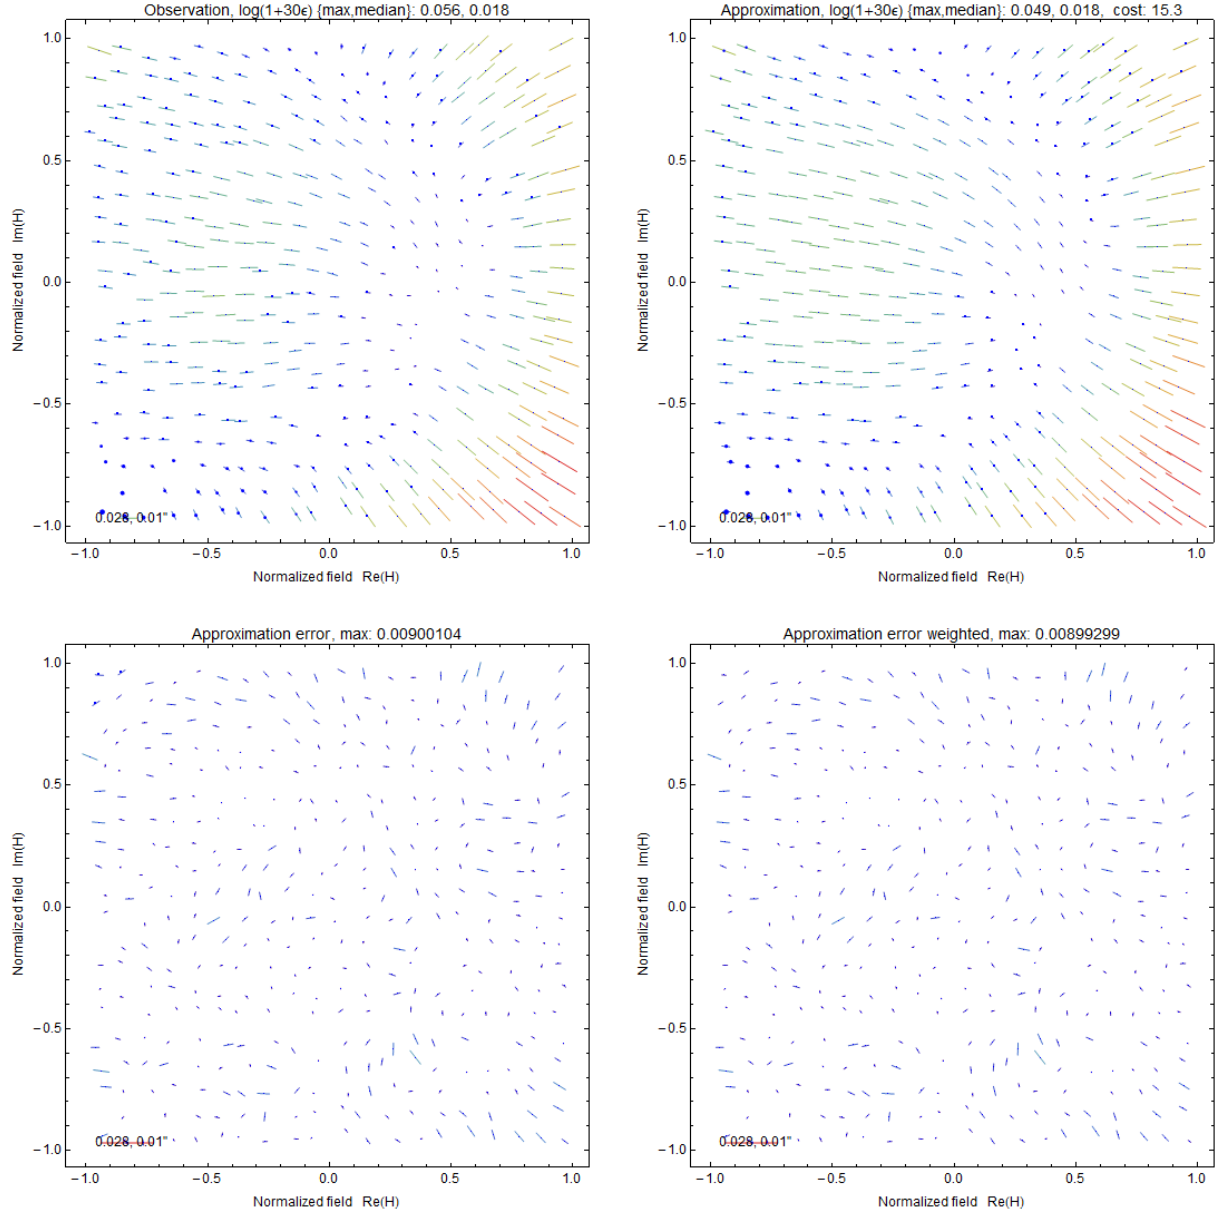 Observation, log(1+30ϵ) {max,median}: 0.056, 0.018
1.0
0.5
0.0
−0.5
−1.0
Normalized field Im(H)
0.028, 0.01"
−1.0 −0.5 0.0 0.5 1.0
Normalized field Re(H)
Approximation, log(1+30ϵ) {max,median}: 0.049, 0.018, cost: 15.3
1.0
0.5
0.0
−0.5
−1.0
Normalized field Im(H)
0.028, 0.01"
−1.0 −0.5 0.0 0.5 1.0
Normalized field Re(H)
Approximation error, max: 0.00900104
1.0
0.5
0.0
−0.5
−1.0
Normalized field Im(H)
0.028, 0.01"
−1.0 −0.5 0.0 0.5 1.0
Normalized field Re(H)
Approximation error weighted, max: 0.00899299
1.0
0.5
0.0
−0.5
−1.0
Normalized field Im(H)
0.028, 0.01"
−1.0 −0.5 0.0 0.5 1.0
Normalized field Re(H)